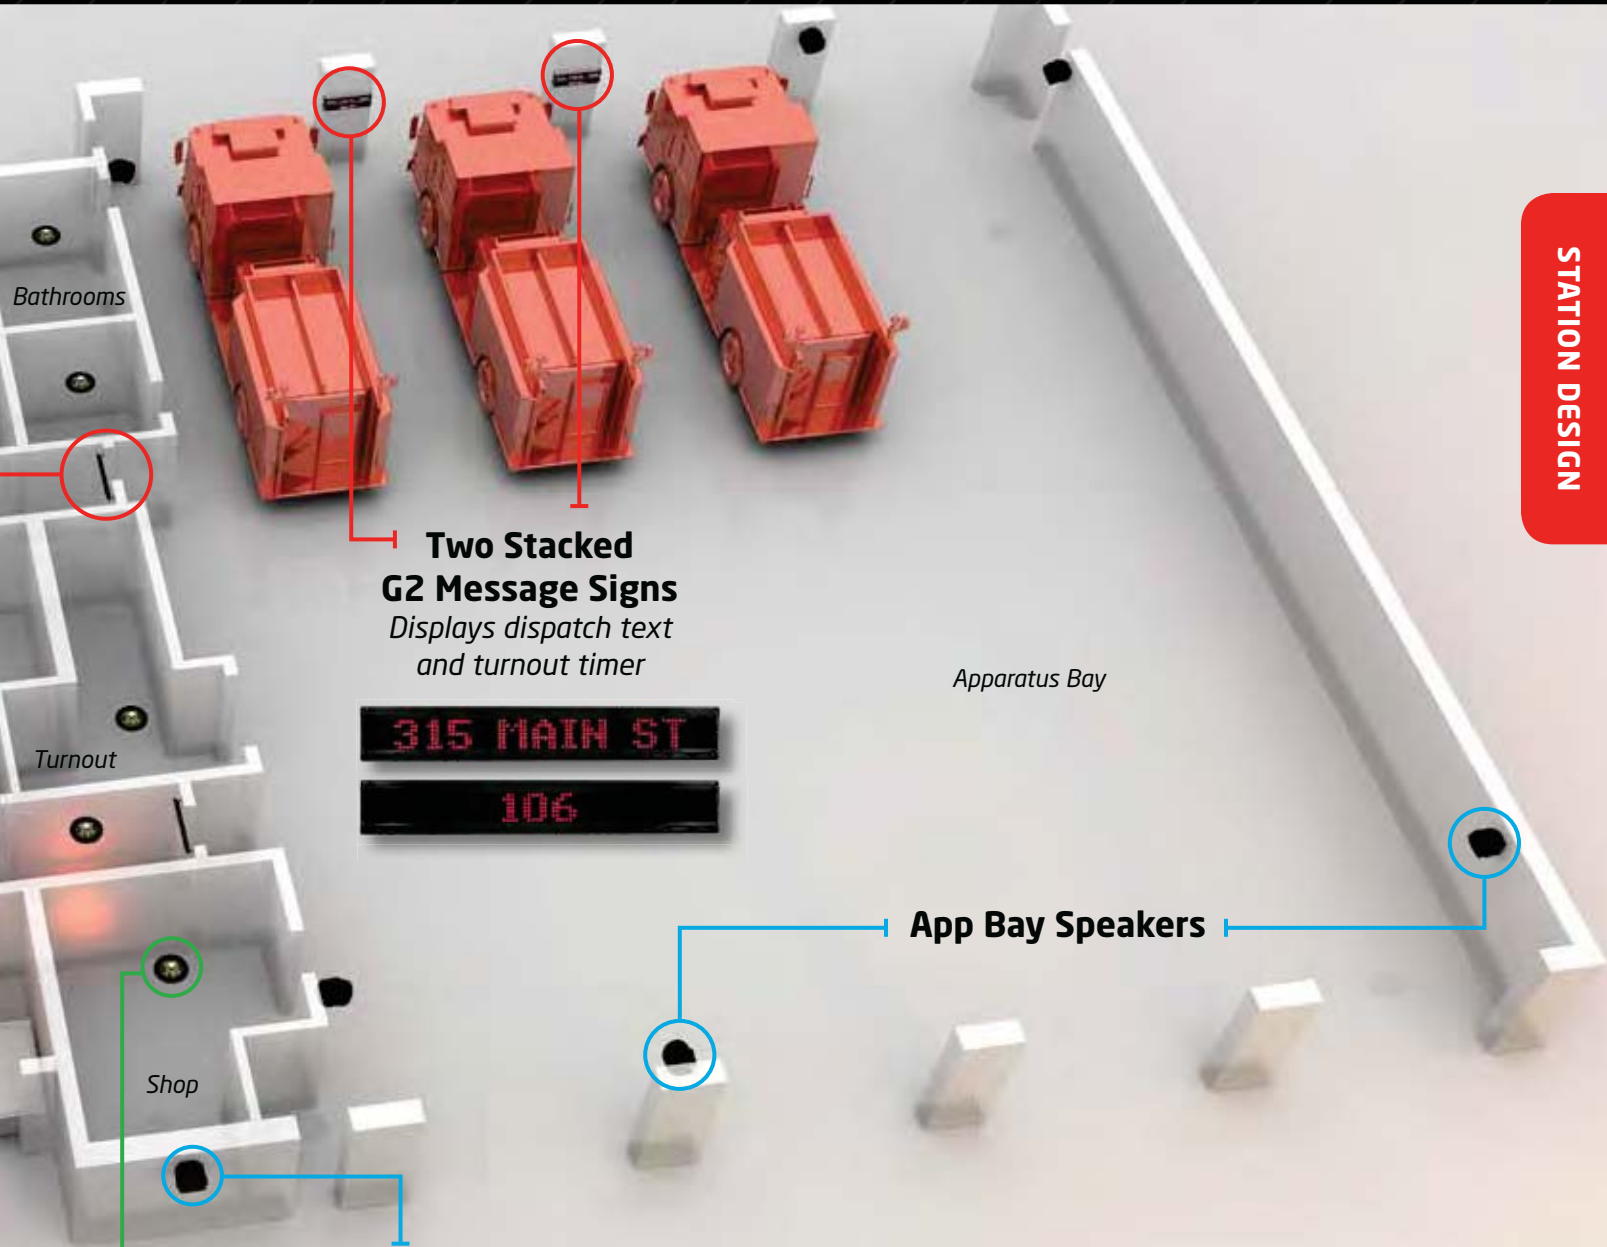 STATION DESIGN
Bathrooms
Two Stacked
G2 Message Signs
Displays dispatch text
and turnout timer
Apparatus Bay
315 MAIN ST
Turnout
106
App Bay Speakers
Shop